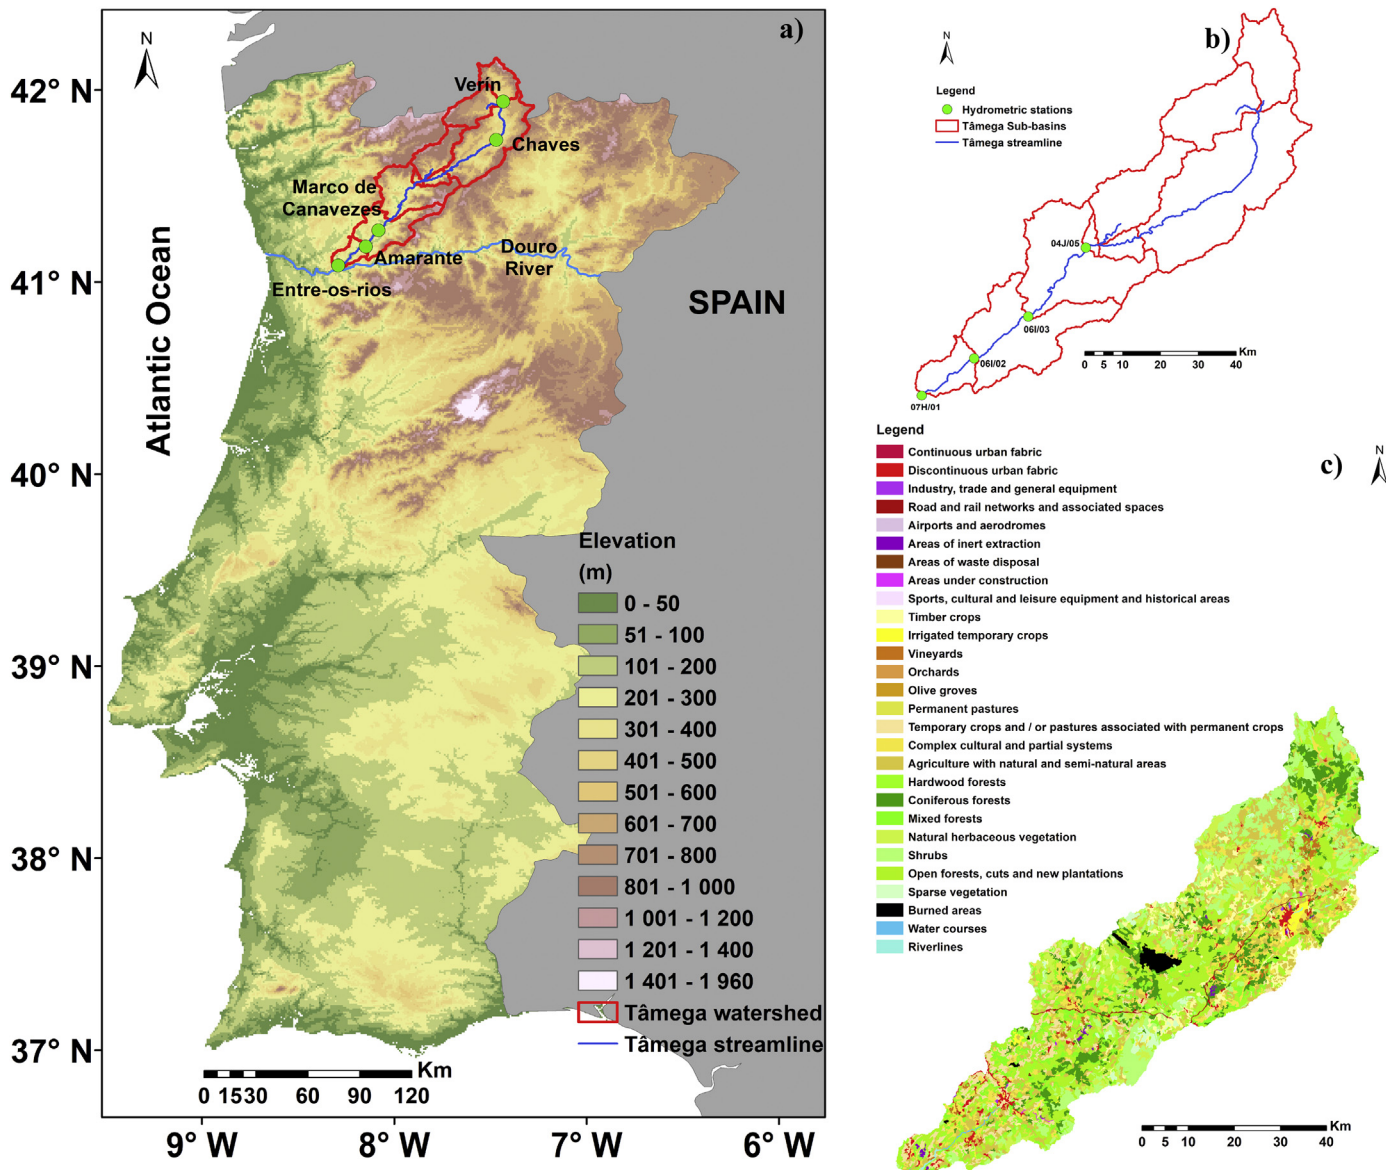 a)
N
42° N
41° N
40° N
39° N
38° N
37° N
9° W
8° W
7° W
6° W
Atlantic Ocean
SPAIN
Verín
Chaves
Marco de
Canavezes
Amarante
Entre-os-rios
Douro
River
Elevation
(m)
0 - 50
51 - 100
101 - 200
201 - 300
301 - 400
401 - 500
501 - 600
601 - 700
701 - 800
801 - 1 000
1 001 - 1 200
1 201 - 1 400
1 401 - 1 960
Tâmega watershed
Tâmega streamline
Km
0 1530 60 90 120
b)
N
Legend
Hydrometric stations
Tâmega Sub-basins
Tâmega streamline
04J/05
06I/03
06I/02
07H/01
Km
0 5 10 20 30 40
c)
N
Legend
Continuous urban fabric
Discontinuous urban fabric
Industry, trade and general equipment
Road and rail networks and associated spaces
Airports and aerodromes
Areas of inert extraction
Areas of waste disposal
Areas under construction
Sports, cultural and leisure equipment and historical areas
Timber crops
Irrigated temporary crops
Vineyards
Orchards
Olive groves
Permanent pastures
Temporary crops and / or pastures associated with permanent crops
Complex cultural and partial systems
Agriculture with natural and semi-natural areas
Hardwood forests
Coniferous forests
Mixed forests
Natural herbaceous vegetation
Shrubs
Open forests, cuts and new plantations
Sparse vegetation
Burned areas
Water courses
Riverlines
Km
0 5 10 20 30 40